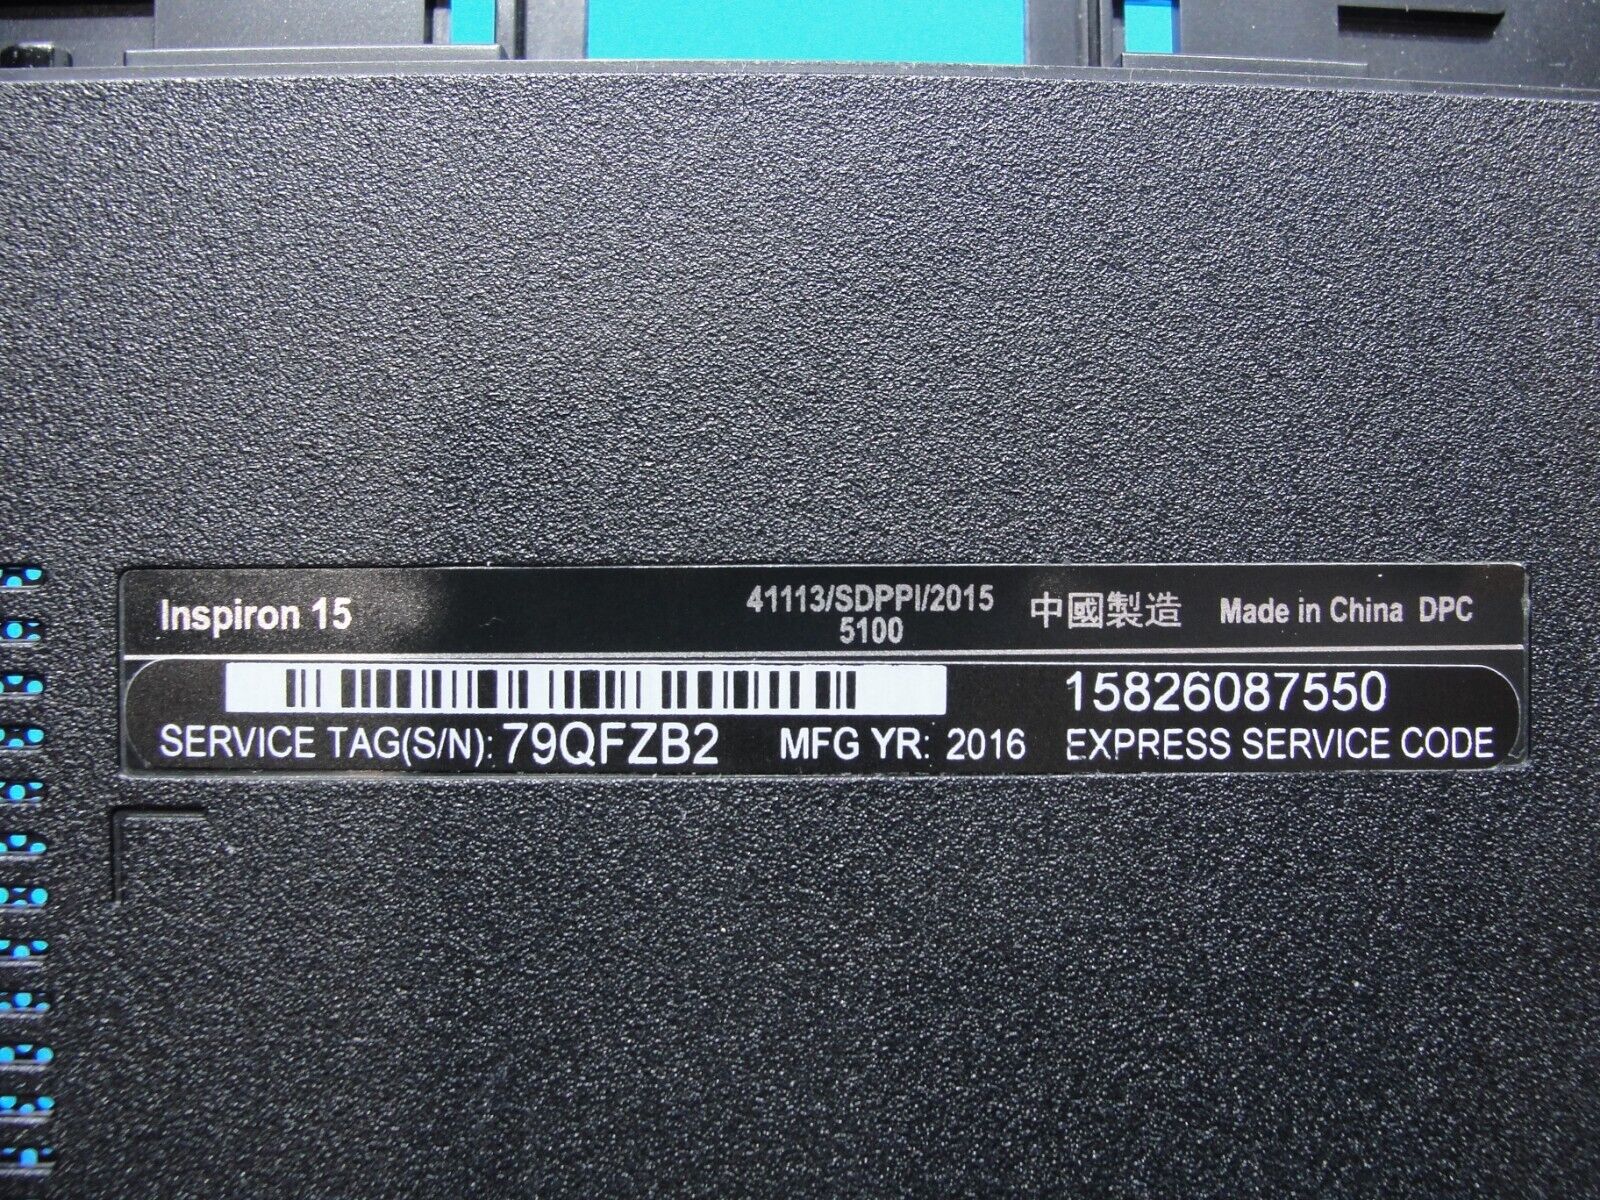 Inspiron 15 41113/SDPPI/2015 中國製造 Made in China DPC
5100
15826087550
SERVICE TAG(S/N): 79QFZB2 MFG YR: 2016 EXPRESS SERVICE CODE